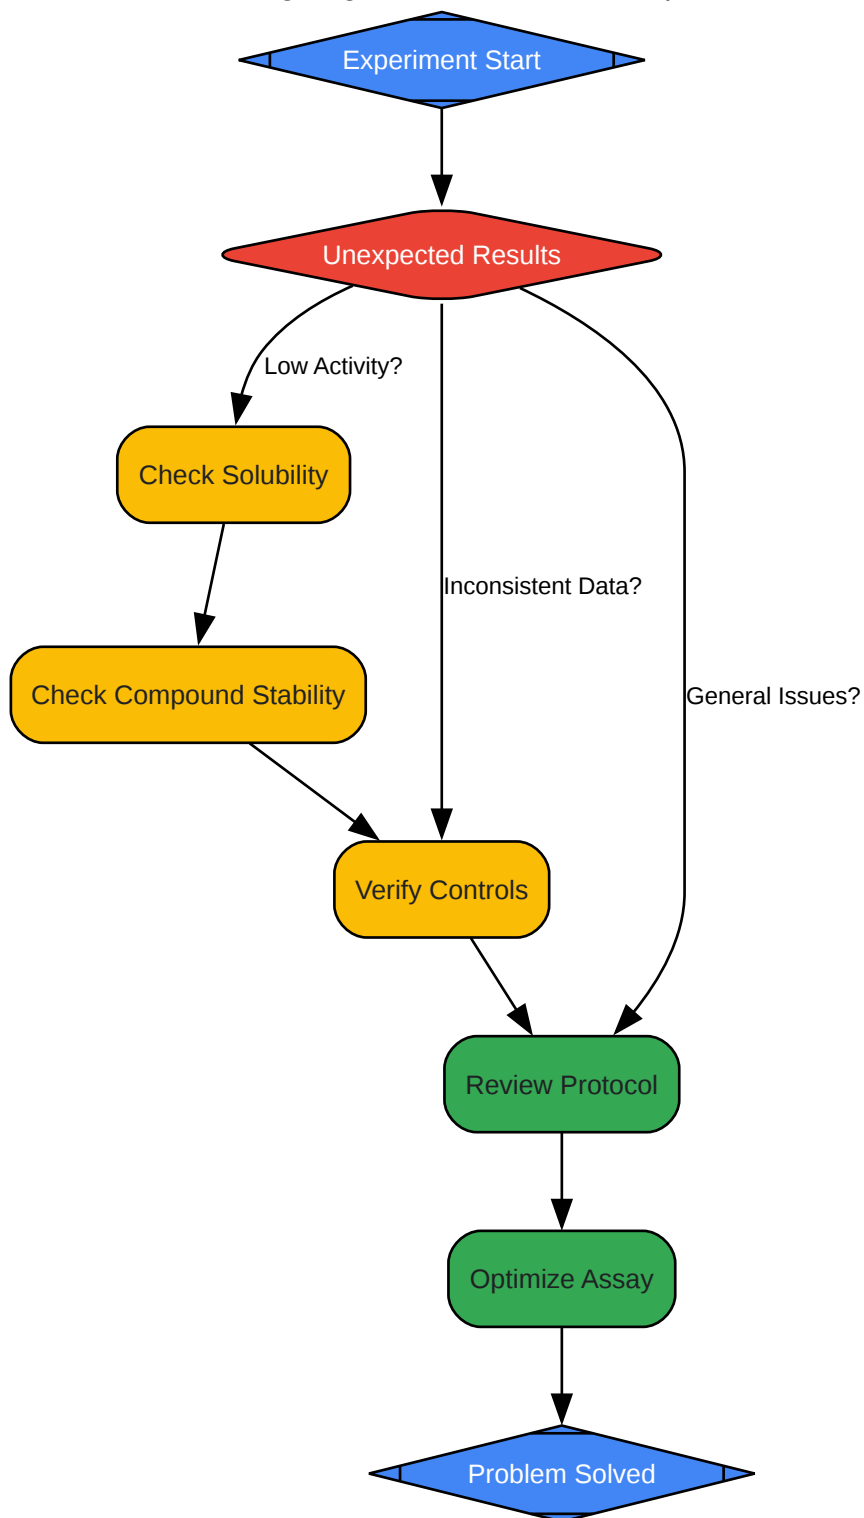 Experiment Start
Unexpected Results
Low Activity?
Check Solubility
Inconsistent Data?
Check Compound Stability
General Issues?
Verify Controls
Review Protocol
Optimize Assay
Problem Solved